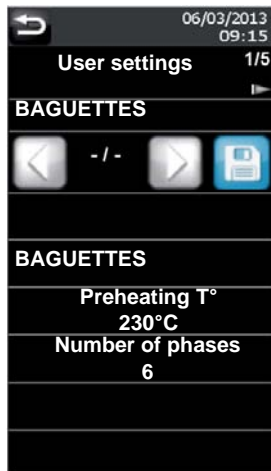 06/03/2013
09:15
User settings 1/5
BAGUETTES
- / -
BAGUETTES
Preheating T°
230°C
Number of phases
6